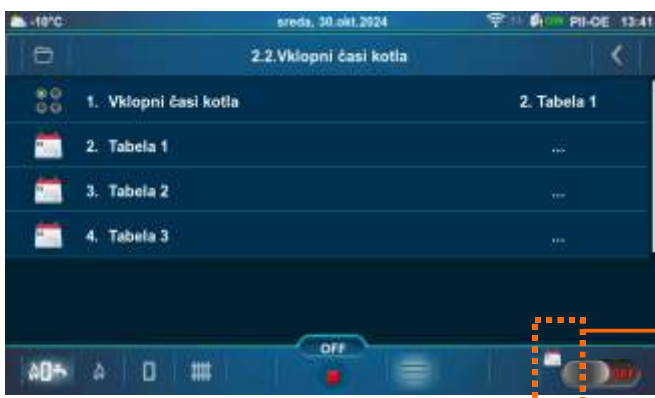 -10°C sreda, 30.okt.2024 PII-OE 13:41
2.2.Vklopni časi kotla
1. Vklopni časi kotla 2. Tabela 1
2. Tabela 1 ...
3. Tabela 2 ...
4. Tabela 3 ...
OFF
OFF